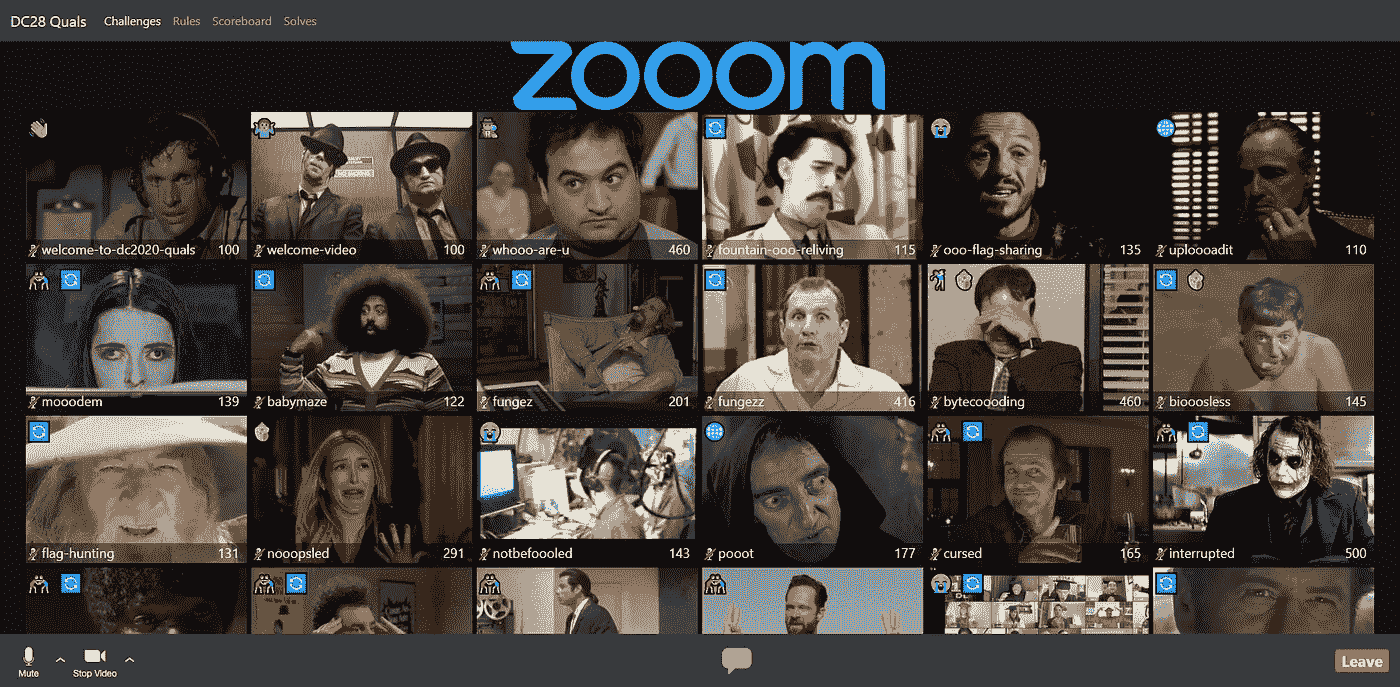 DC28 Quals Challenges Rules Scoreboard Solves
zooom
welcome-to-dc2020-quals 100
welcome-video 100
whooo-are-u 460
fountain-ooo-reliving 115
ooo-flag-sharing 135
uploooadit 110
mooodem 139
babymaze 122
fungez 201
fungezz 416
bytecoooding 460
biooosless 145
flag-hunting 131
nooopsled 291
notbefoooled 143
pooot 177
cursed 165
interrupted 500
Mute
Stop Video
Leave